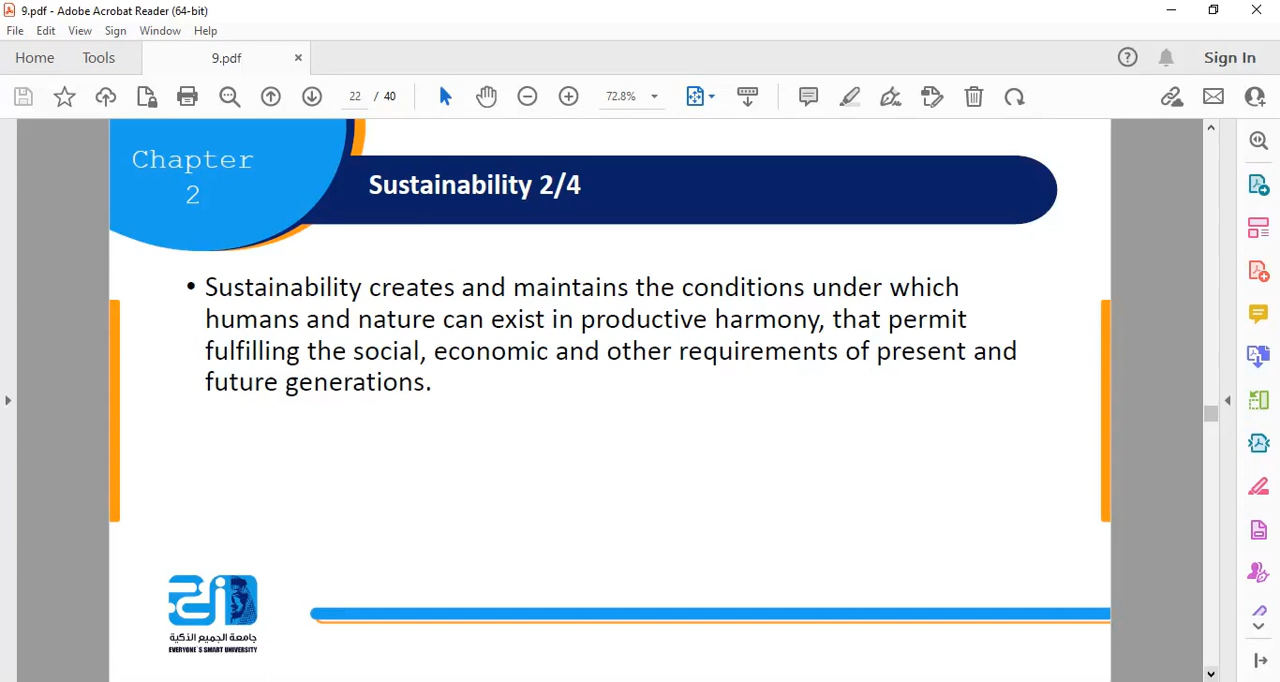 9.pdf - Adobe Acrobat Reader (64-bit)
File Edit View Sign Window Help
Home Tools 9.pdf Sign In
22 / 40 72.8%
Chapter
2
Sustainability 2/4
• Sustainability creates and maintains the conditions under which
humans and nature can exist in productive harmony, that permit
fulfilling the social, economic and other requirements of present and
future generations.
جامعة الجميع الذكية
EVERYONE`S SMART UNIVERSITY